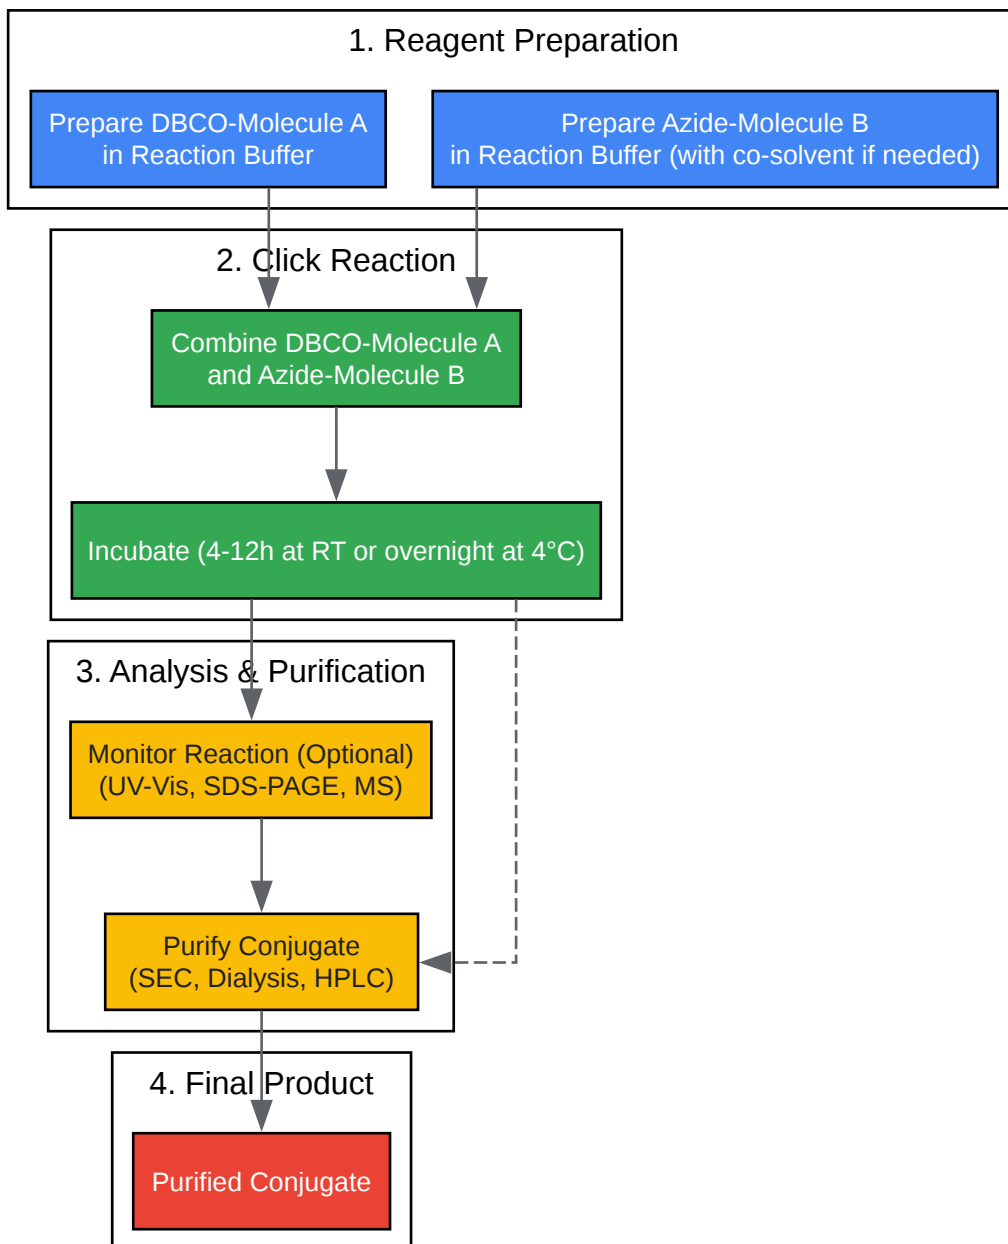 1. Reagent Preparation
Prepare DBCO-Molecule A
in Reaction Buffer
Prepare Azide-Molecule B
in Reaction Buffer (with co-solvent if needed)
2. Click Reaction
Combine DBCO-Molecule A
and Azide-Molecule B
Incubate (4-12h at RT or overnight at 4°C)
3. Analysis & Purification
Monitor Reaction (Optional)
(UV-Vis, SDS-PAGE, MS)
Purify Conjugate
(SEC, Dialysis, HPLC)
4. Final Product
Purified Conjugate